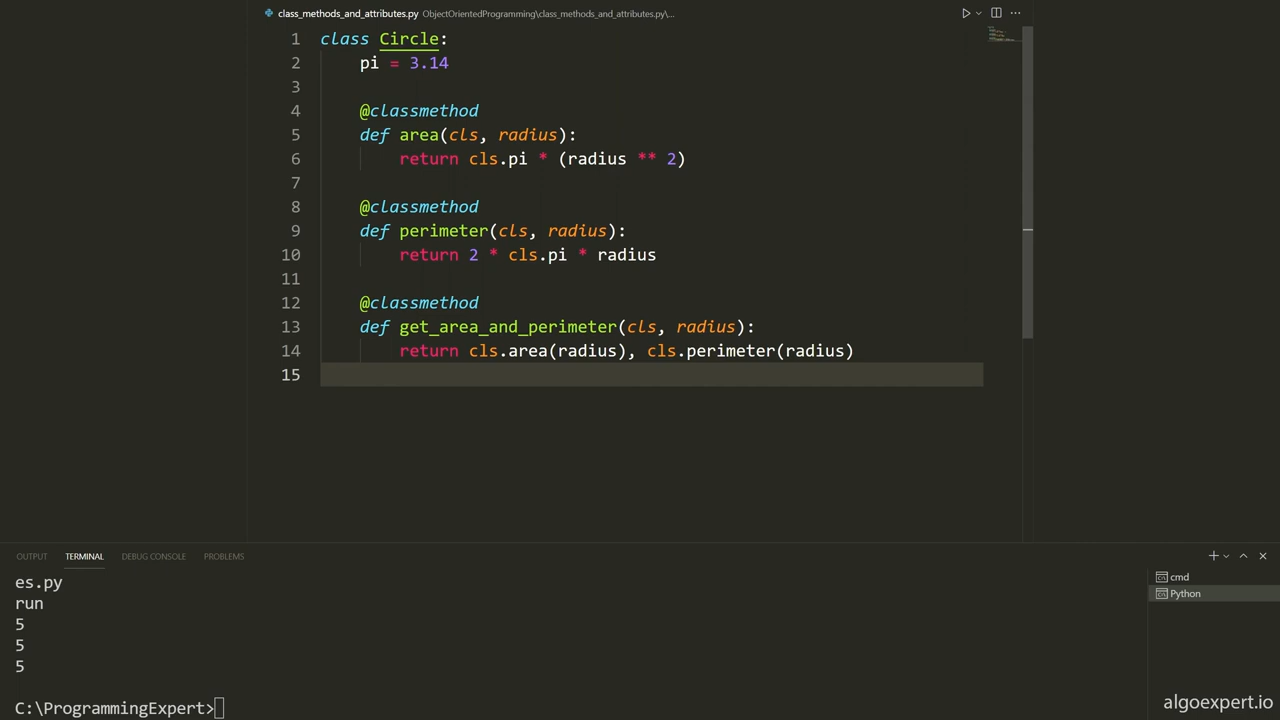 class_methods_and_attributes.py ObjectOrientedProgramming\class_methods_and_attributes.py\...
1 class Circle:
2 pi = 3.14
3
4 @classmethod
5 def area(cls, radius):
6 return cls.pi * (radius ** 2)
7
8 @classmethod
9 def perimeter(cls, radius):
10 return 2 * cls.pi * radius
11
12 @classmethod
13 def get_area_and_perimeter(cls, radius):
14 return cls.area(radius), cls.perimeter(radius)
15
OUTPUT TERMINAL DEBUG CONSOLE PROBLEMS
es.py
run
5
5
5
C:\ProgrammingExpert>
cmd
Python
algoexpert.io